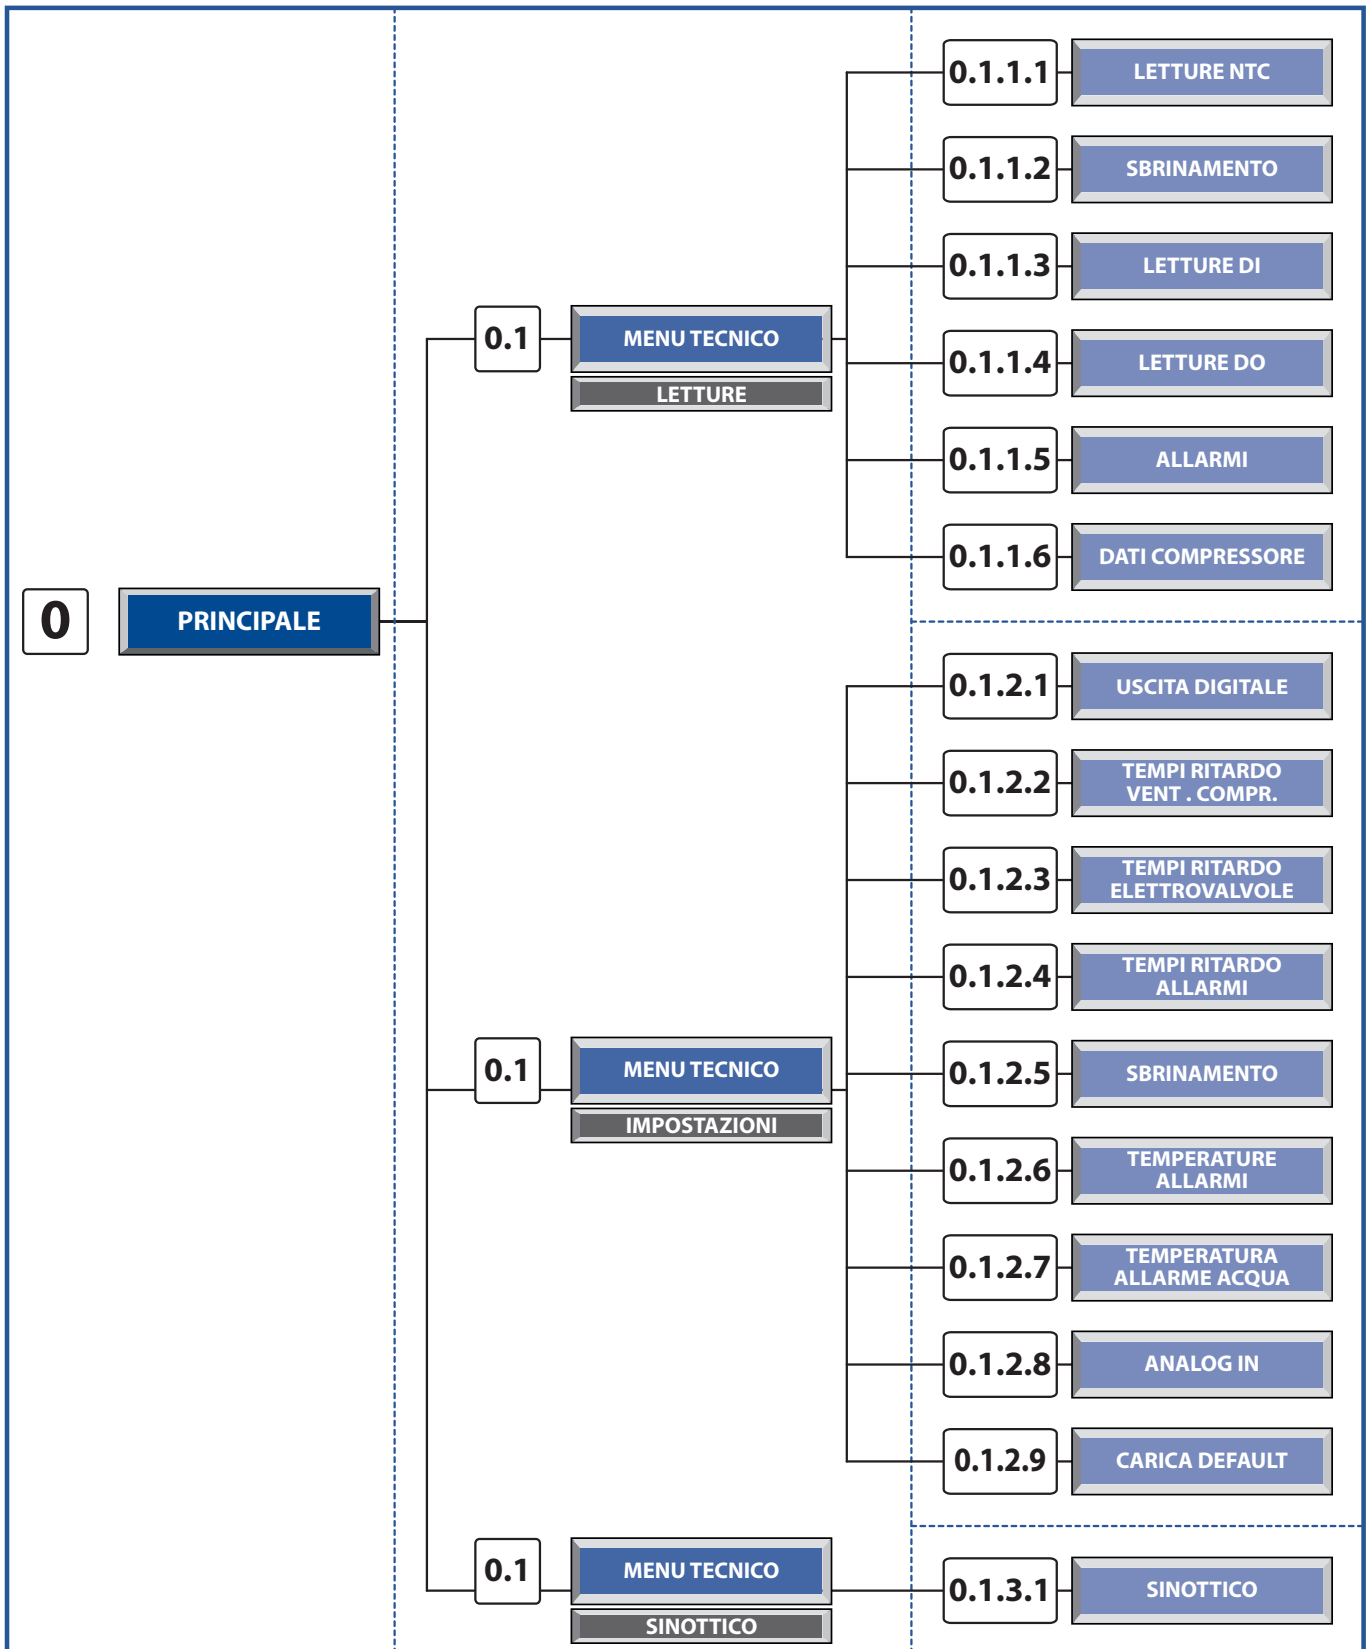 0.1.1.1
LETTURE NTC
0.1.1.2
SBRINAMENTO
0.1.1.3
LETTURE DI
0.1
MENU TECNICO
LETTURE
0.1.1.4
LETTURE DO
0.1.1.5
ALLARMI
0.1.1.6
DATI COMPRESSORE
0
PRINCIPALE
0.1.2.1
USCITA DIGITALE
0.1.2.2
TEMPI RITARDO
VENT . COMPR.
0.1.2.3
TEMPI RITARDO
ELETTROVALVOLE
0.1.2.4
TEMPI RITARDO
ALLARMI
0.1
MENU TECNICO
IMPOSTAZIONI
0.1.2.5
SBRINAMENTO
0.1.2.6
TEMPERATURE
ALLARMI
0.1.2.7
TEMPERATURA
ALLARME ACQUA
0.1.2.8
ANALOG IN
0.1.2.9
CARICA DEFAULT
0.1
MENU TECNICO
SINOTTICO
0.1.3.1
SINOTTICO